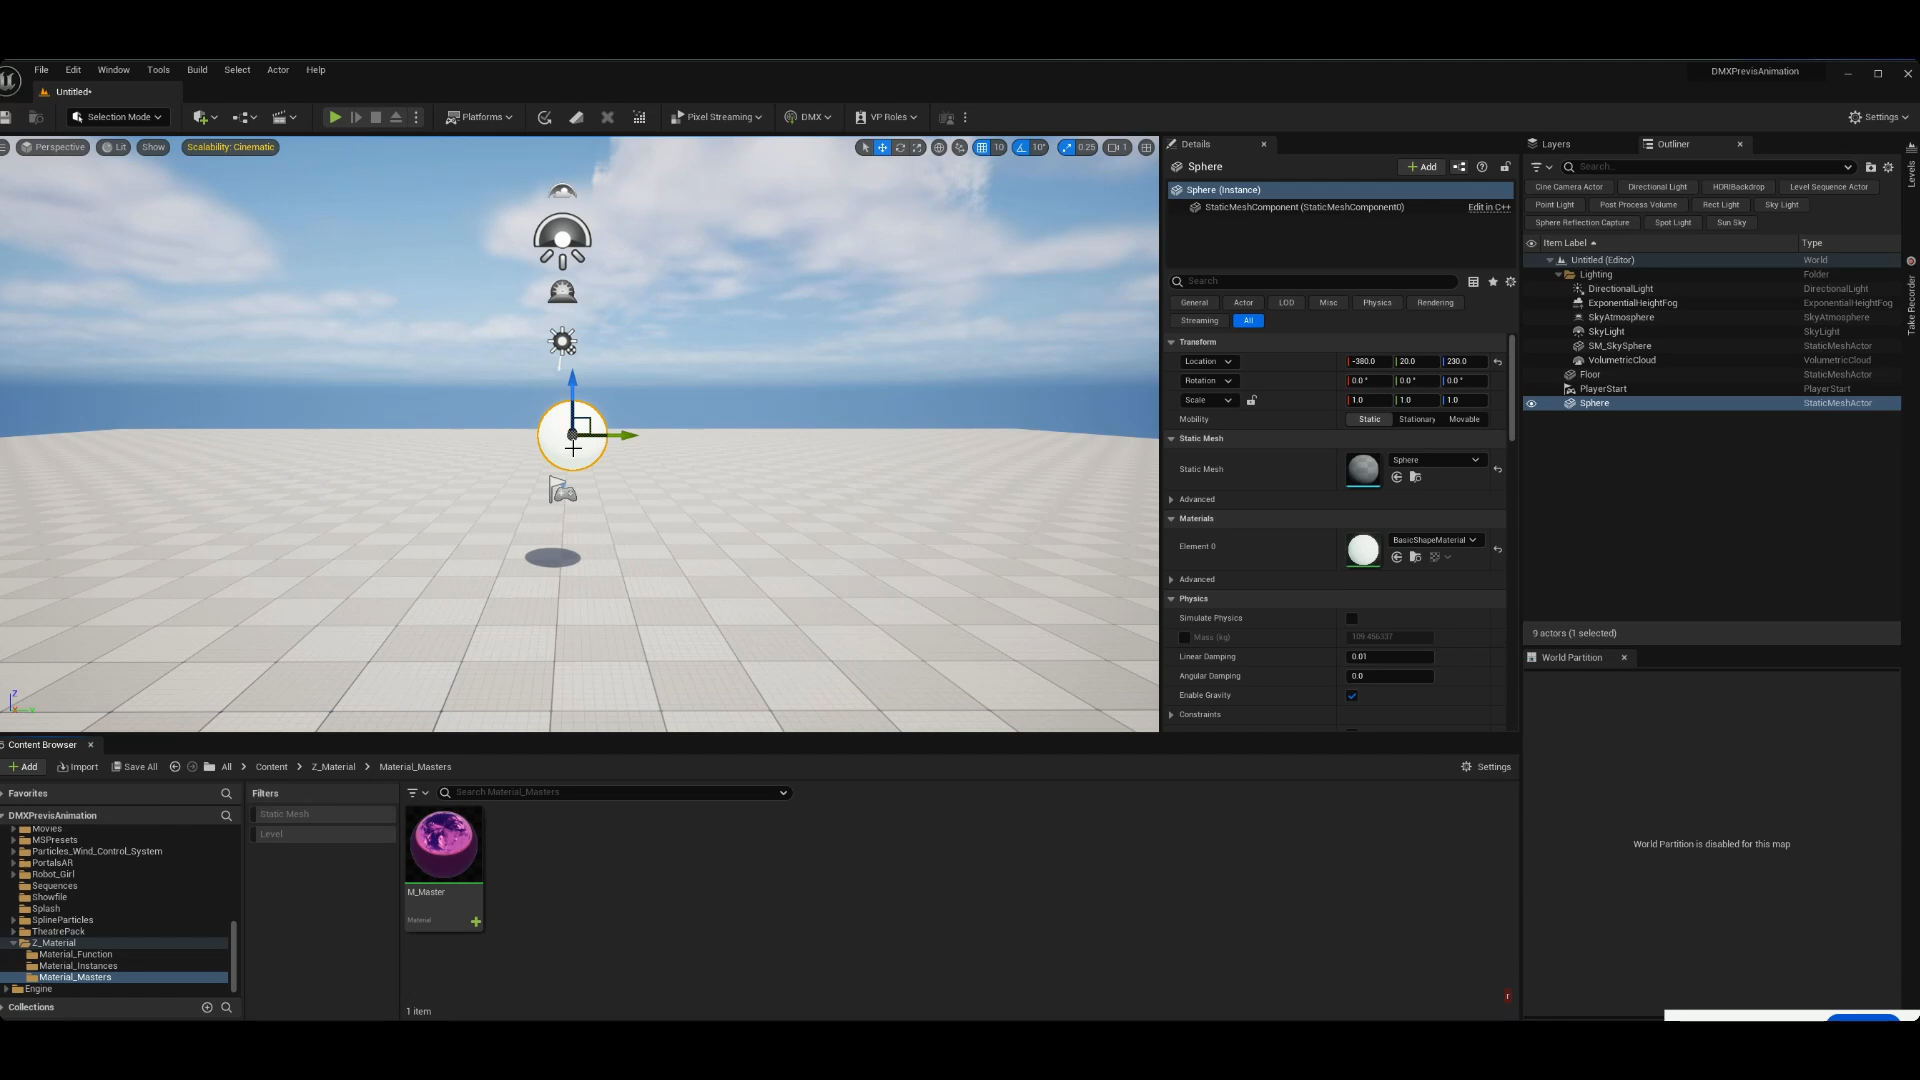 DMXPrevisAnimation
File Edit Window Tools Build Select Actor Help
Untitled•
Selection Mode Platforms Pixel Streaming DMX VP Roles Settings
Perspective Lit Show Scalability: Cinematic 10 10° 0.25 1
Details
Sphere Add
Sphere (Instance)
StaticMeshComponent (StaticMeshComponent0) Edit in C++
Search
General Actor LOD Misc Physics Rendering
Streaming All
Transform
Location -380.0 20.0 230.0
Rotation 0.0 ° 0.0 ° 0.0 °
Scale 1.0 1.0 1.0
Mobility Static Stationary Movable
Static Mesh
Static Mesh Sphere
Advanced
Materials
Element 0 BasicShapeMaterial
Advanced
Physics
Simulate Physics
Mass (kg) 109.456337
Linear Damping 0.01
Angular Damping 0.0
Enable Gravity
Constraints
Layers Outliner
Search...
Cine Camera Actor Directional Light HDRIBackdrop Level Sequence Actor
Point Light Post Process Volume Rect Light Sky Light
Sphere Reflection Capture Spot Light Sun Sky
Item Label Type
Untitled (Editor) World
Lighting Folder
DirectionalLight DirectionalLight
ExponentialHeightFog ExponentialHeightFog
SkyAtmosphere SkyAtmosphere
SkyLight SkyLight
SM_SkySphere StaticMeshActor
VolumetricCloud VolumetricCloud
Floor StaticMeshActor
PlayerStart PlayerStart
Sphere StaticMeshActor
9 actors (1 selected)
World Partition
World Partition is disabled for this map
Levels
Take Recorder
Z
Content Browser
Add Import Save All All Content Z_Material Material_Masters Settings
Favorites
DMXPrevisAnimation
Movies
MSPresets
Particles_Wind_Control_System
PortalsAR
Robot_Girl
Sequences
Showfile
Splash
SplineParticles
TheatrePack
Z_Material
Material_Function
Material_Instances
Material_Masters
Engine
Collections
Filters
Static Mesh
Level
Search Material_Masters
M_Master
Material
1 item